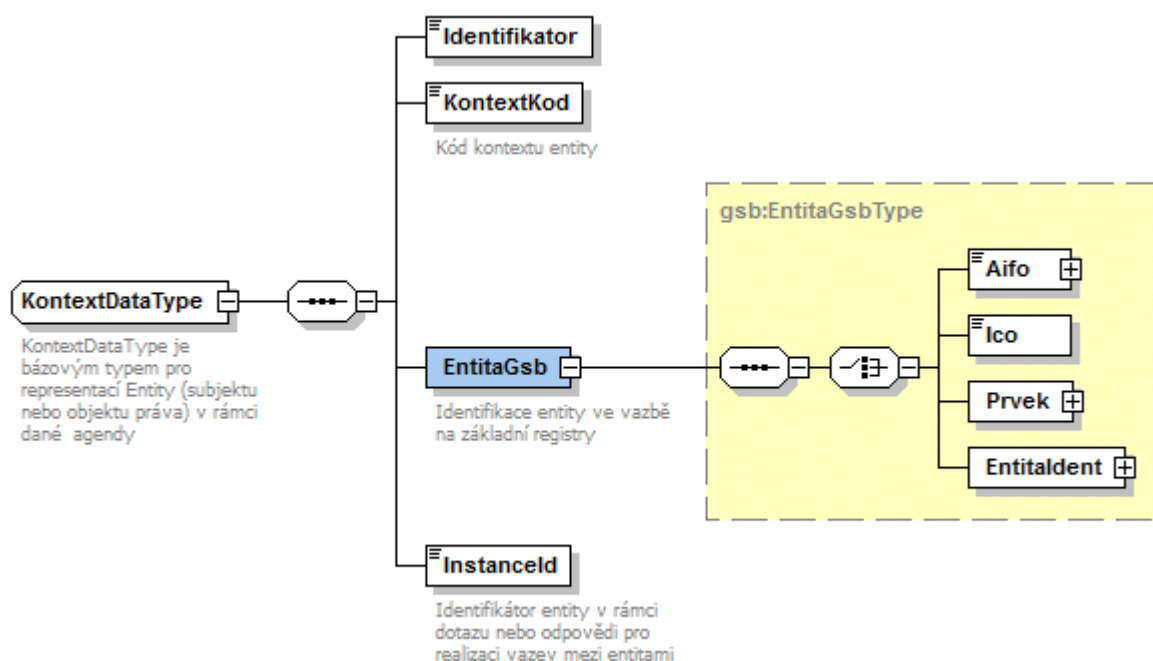 Identifikator
KontextKod
Kód kontextu entity
gsb:EntitaGsbType
Aifo
KontextDataType
Ico
KontextDataType je
bázovým typem pro
representací Entity (subjektu
nebo objektu práva) v rámci
dané agendy
EntitaGsb
Identifikace entity ve vazbě
na základní registry
Prvek
EntitaIdent
InstanceId
Identifikátor entity v rámci
dotazu nebo odpovědi pro
realizaci vazev mezi entitami